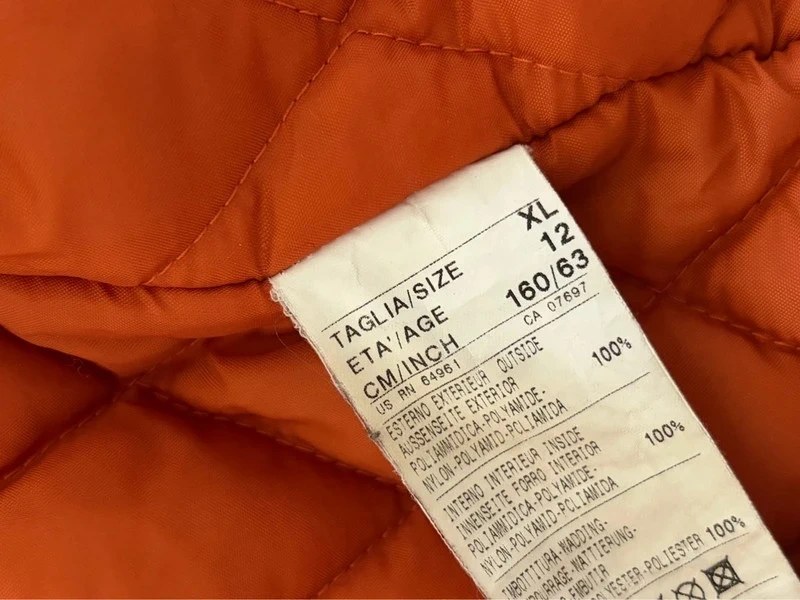 TAGLIA/SIZE XL
ETA'/AGE 12
CM/INCH 160/63
US RN 64961 CA 07697
ESTERNO EXTERIEUR OUTSIDE
AUSSENSEITE EXTERIOR 100%
POLIAMMIDICA-POLYAMIDE-
NYLON-POLYAMID-POLIAMIDA
INTERNO INTERIEUR INSIDE
INNENSEITE FORRO INTERIOR 100%
POLIAMMIDICA-POLYAMIDE-
NYLON-POLYAMID-POLIAMIDA
IMBOTTITURA-WADDING-
WATTIERUNG-
EMBUTIR
POLIESTER 100%